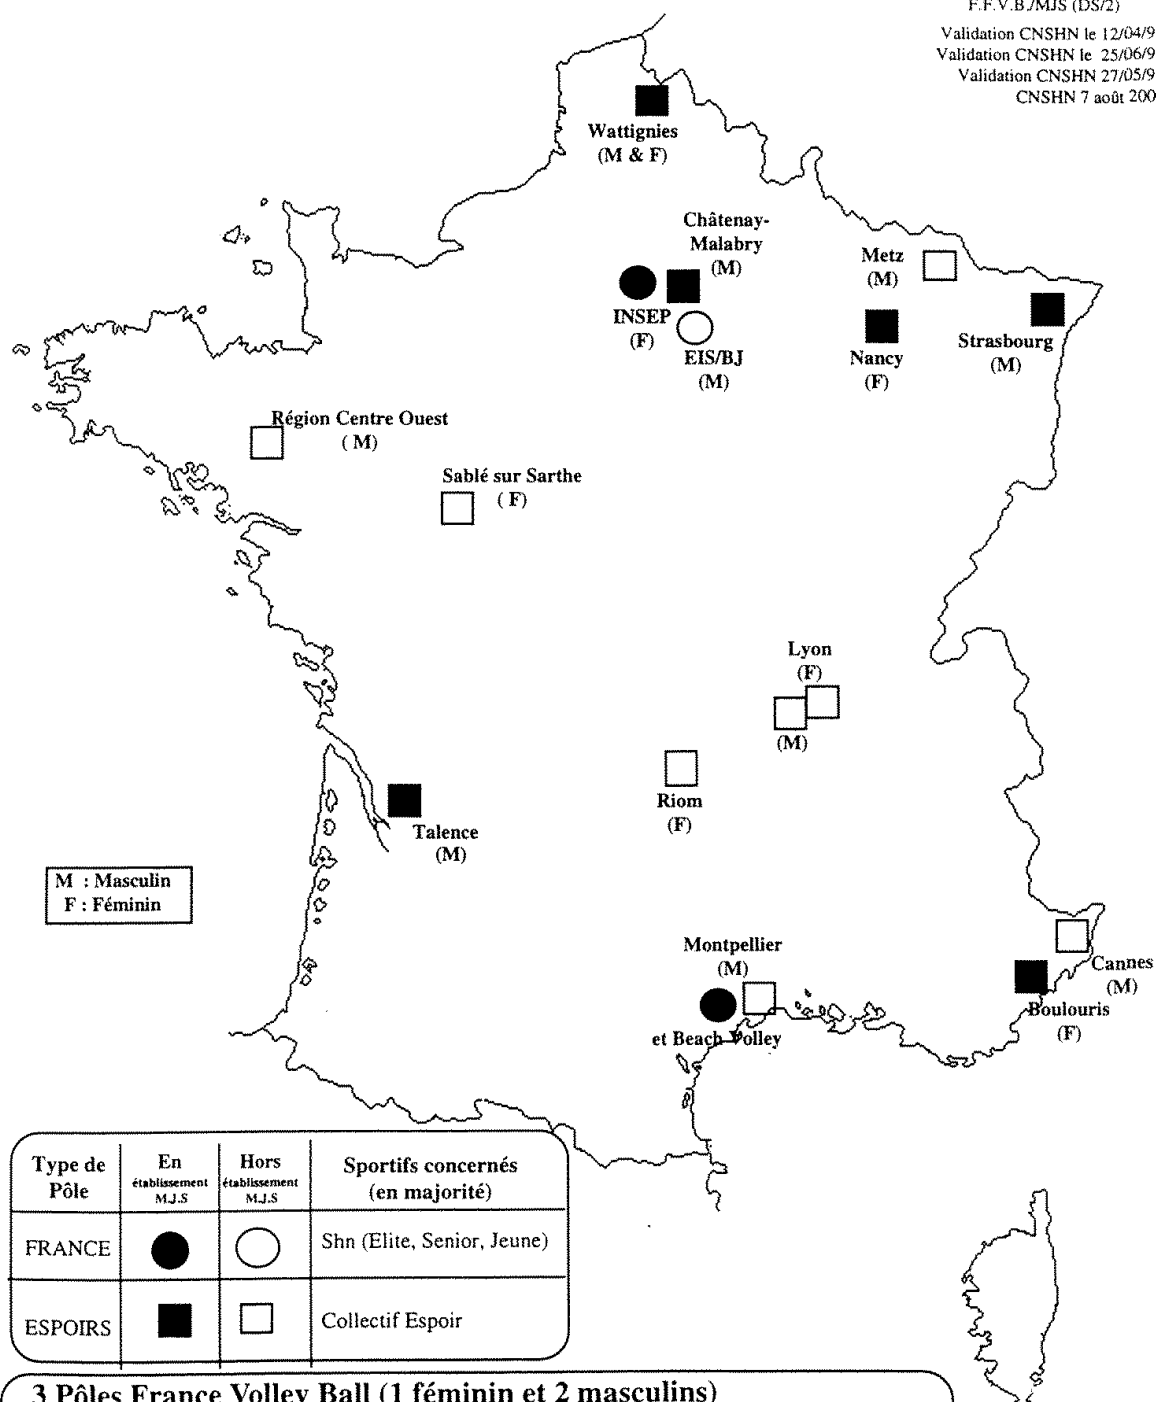 F.F.V.B./MJS (DS/2)
Validation CNSHN le 12/04/9
Validation CNSHN le 25/06/9
Validation CNSHN 27/05/9
CNSHN 7 août 200
Wattignies
(M & F)
Châtenay-
Malabry
(M)
INSEP
(F)
EIS/BJ
(M)
Metz
(M)
Nancy
(F)
Strasbourg
(M)
Région Centre Ouest
( M)
Sablé sur Sarthe
( F)
Lyon
(F)
(M)
Riom
(F)
Talence
(M)
M : Masculin
F : Féminin
Montpellier
(M)
et Beach Volley
Cannes
(M)
Boulouris
(F)
Type de
Pôle
En
établissement
M.J.S
Hors
établissement
M.J.S
Sportifs concernés
(en majorité)
FRANCE
Shn (Elite, Senior, Jeune)
ESPOIRS
Collectif Espoir
3 Pôles France Volley Ball (1 féminin et 2 masculins)